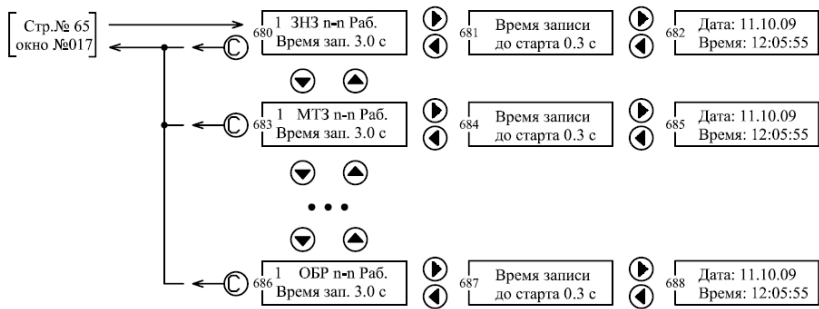 Стр.№ 65
окно №017
C
680
1 ЗНЗ n-n Раб.
Время зап. 3.0 с
681
Время записи
до старта 0.3 с
682
Дата: 11.10.09
Время: 12:05:55
C
683
1 МТЗ n-n Раб.
Время зап. 3.0 с
684
Время записи
до старта 0.3 с
685
Дата: 11.10.09
Время: 12:05:55
• • •
C
686
1 ОБР n-n Раб.
Время зап. 3.0 с
687
Время записи
до старта 0.3 с
688
Дата: 11.10.09
Время: 12:05:55